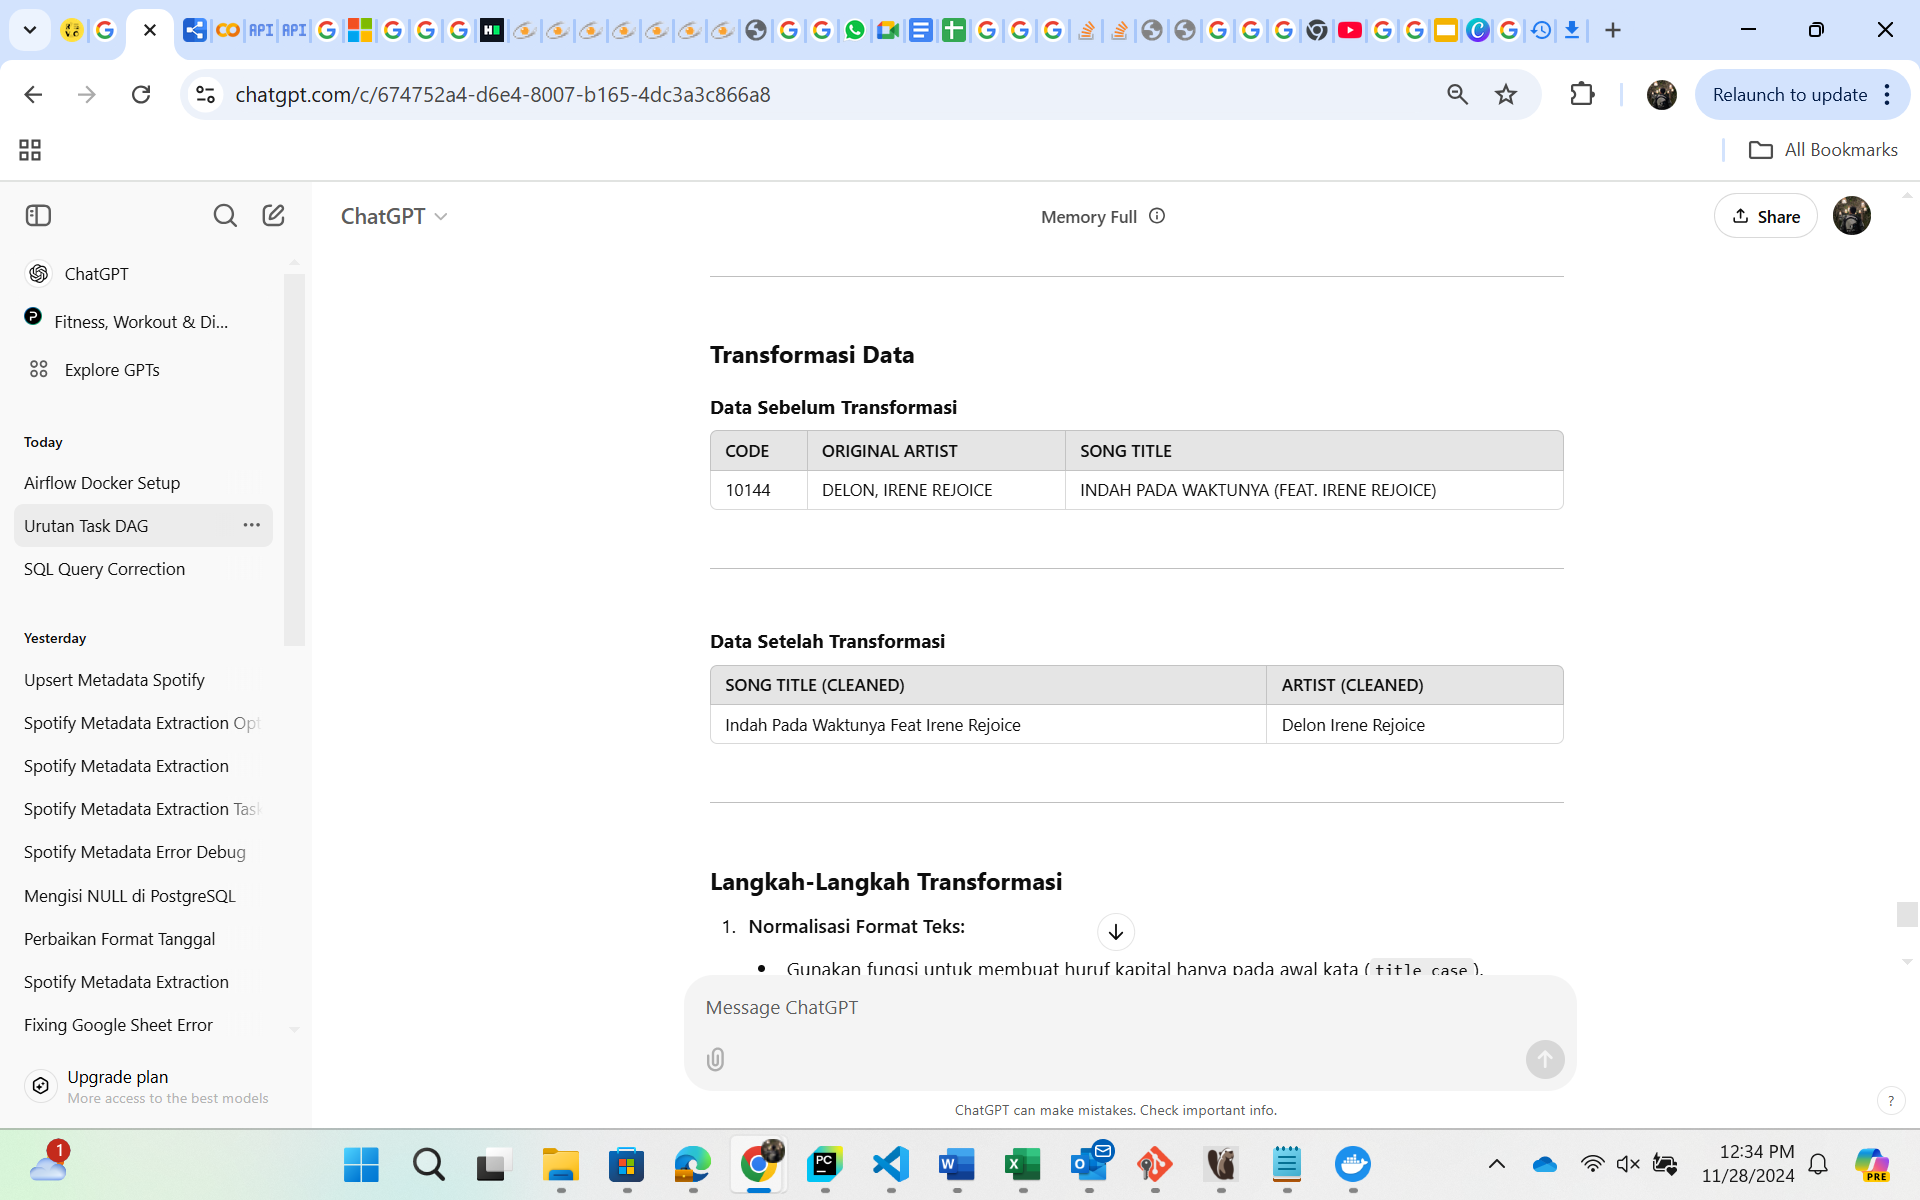 chatgpt.com/c/674752a4-d6e4-8007-b165-4dc3a3c866a8
Relaunch to update
All Bookmarks
ChatGPT
Memory Full
Share
ChatGPT
Fitness, Workout & Di...
Explore GPTs
Today
Airflow Docker Setup
Urutan Task DAG
SQL Query Correction
Yesterday
Upsert Metadata Spotify
Spotify Metadata Extraction Opt
Spotify Metadata Extraction
Spotify Metadata Extraction Task
Spotify Metadata Error Debug
Mengisi NULL di PostgreSQL
Perbaikan Format Tanggal
Spotify Metadata Extraction
Fixing Google Sheet Error
Upgrade plan
More access to the best models
Transformasi Data
Data Sebelum Transformasi
CODE ORIGINAL ARTIST SONG TITLE
10144 DELON, IRENE REJOICE INDAH PADA WAKTUNYA (FEAT. IRENE REJOICE)
Data Setelah Transformasi
SONG TITLE (CLEANED) ARTIST (CLEANED)
Indah Pada Waktunya Feat Irene Rejoice Delon Irene Rejoice
Langkah-Langkah Transformasi
1. Normalisasi Format Teks:
• Gunakan fungsi untuk membuat huruf kapital hanya pada awal kata (title case).
Message ChatGPT
ChatGPT can make mistakes. Check important info.
?
1
12:34 PM
11/28/2024
PRE